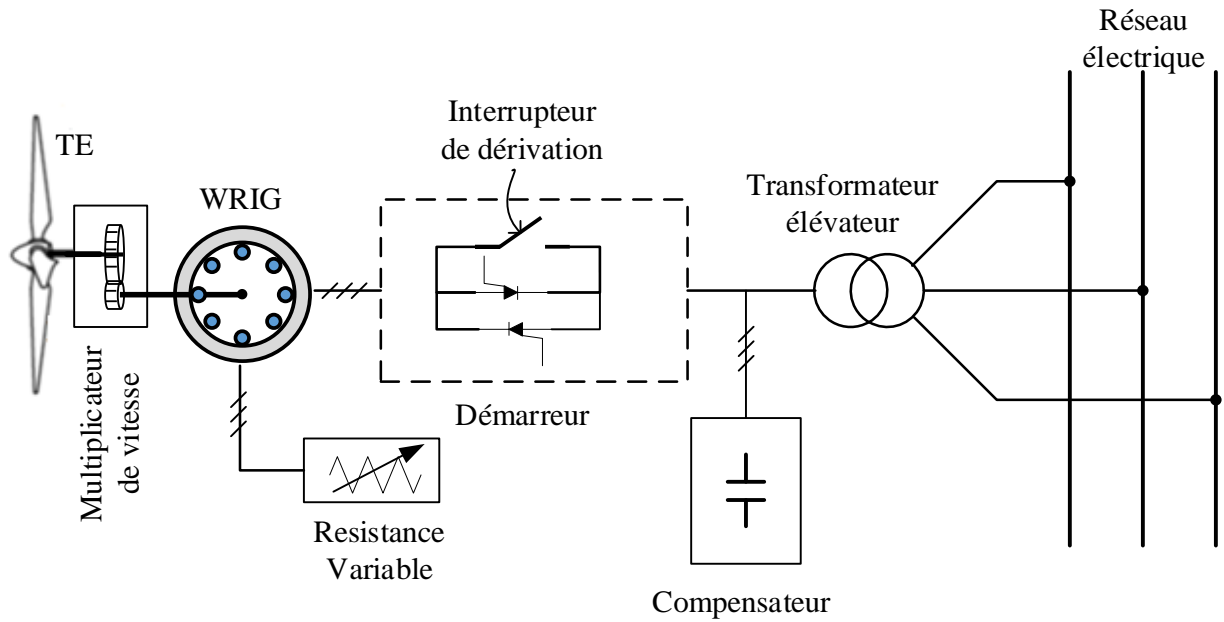 Réseau
électrique
Interrupteur
de dérivation
TE
WRIG
Transformateur
élévateur
Démarreur
Multiplicateur
de vitesse
Resistance
Variable
Compensateur